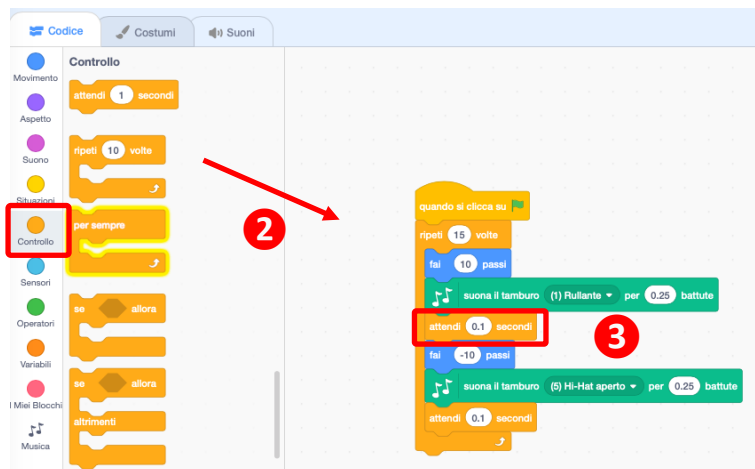 Codice
Costumi
Suoni
Movimento
Aspetto
Suono
Situazioni
Controllo
Sensori
Operatori
Variabili
I Miei Blocchi
Musica
Controllo
attendi 1 secondi
ripeti 10 volte
per sempre
se allora
se allora
altrimenti
2
quando si clicca su
ripeti 15 volte
fai 10 passi
suona il tamburo (1) Rullante per 0.25 battute
attendi 0.1 secondi
3
fai -10 passi
suona il tamburo (5) Hi-Hat aperto per 0.25 battute
attendi 0.1 secondi